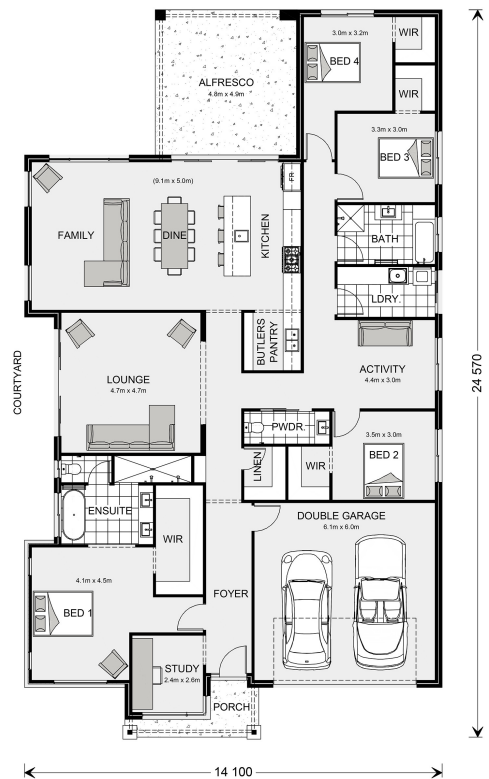 3.0m x 3.2m
WIR
BED 4
ALFRESCO
4.8m x 4.9m
WIR
3.3m x 3.0m
BED 3
FR
(9.1m x 5.0m)
FAMILY
DINE
KITCHEN
BATH
LDRY.
BUTLERS
PANTRY
COURTYARD
LOUNGE
4.7m x 4.7m
ACTIVITY
4.4m x 3.0m
24 570
PWDR.
3.5m x 3.0m
BED 2
LINEN
WIR
ENSUITE
WIR
DOUBLE GARAGE
6.1m x 6.0m
4.1m x 4.5m
BED 1
FOYER
STUDY
2.4m x 2.6m
PORCH
14 100